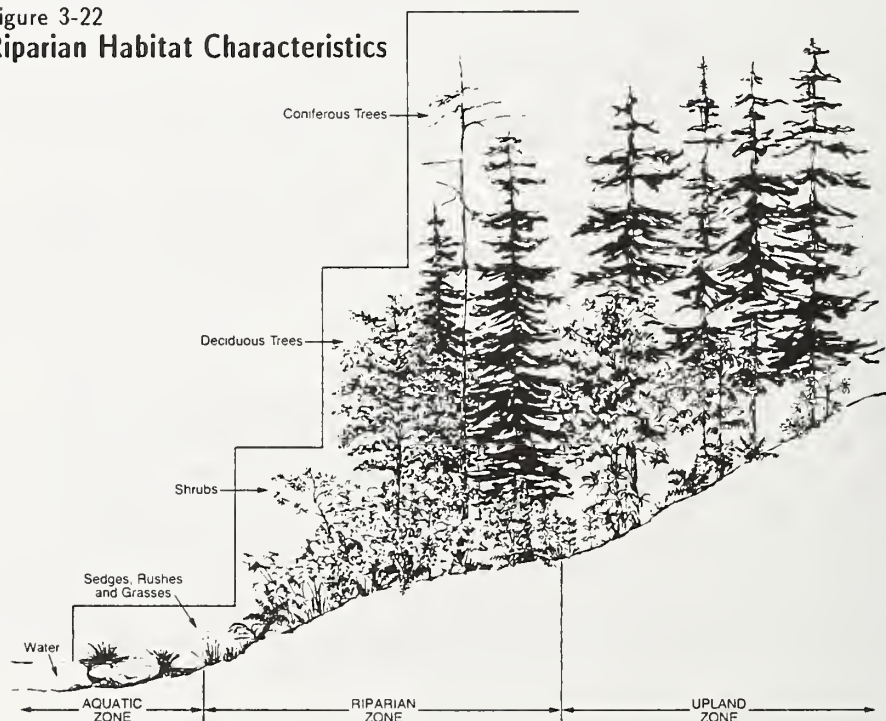 igure 3-22
Riparian Habitat Characteristics
Coniferous Trees
Deciduous Trees
Shrubs
Sedges, Rushes
and Grasses
Water
AQUATIC
ZONE
RIPARIAN
ZONE
UPLAND
ZONE